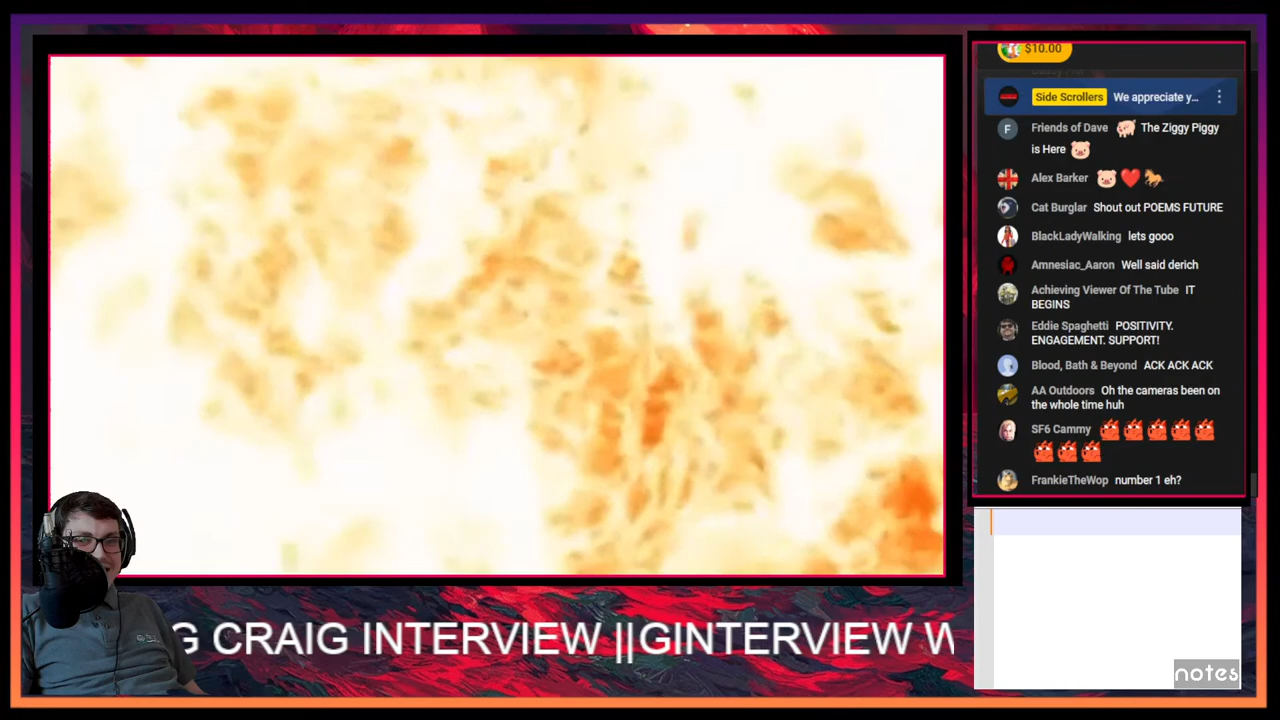 $10.00
Side Scrollers We appreciate y...
Friends of Dave The Ziggy Piggy
is Here
Alex Barker
Cat Burglar Shout out POEMS FUTURE
BlackLadyWalking lets gooo
Amnesiac_Aaron Well said derich
Achieving Viewer Of The Tube IT
BEGINS
Eddie Spaghetti POSITIVITY.
ENGAGEMENT. SUPPORT!
Blood, Bath & Beyond ACK ACK ACK
AA Outdoors Oh the cameras been on
the whole time huh
SF6 Cammy
FrankieTheWop number 1 eh?
G CRAIG INTERVIEW ||GINTERVIEW W
notes